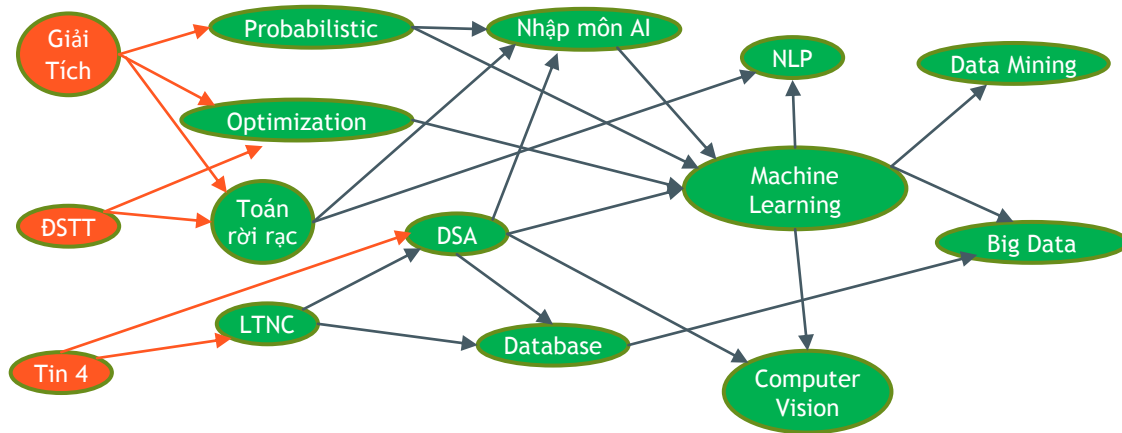 Giải
Tích
Probabilistic
Nhập môn AI
NLP
Data Mining
Optimization
Machine
Learning
ĐSTT
Toán
rời rạc
DSA
Big Data
LTNC
Database
Tin 4
Computer
Vision